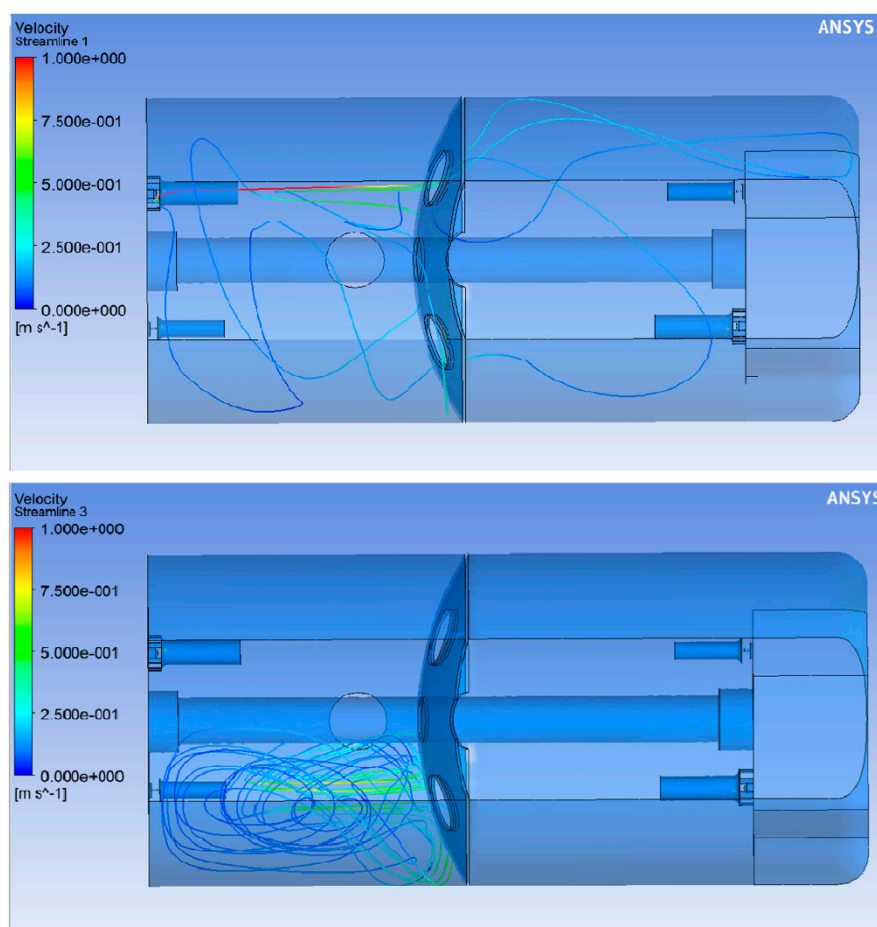 Velocity
Streamline 1
ANSYS
1.000e+000
7.500e-001
5.000e-001
2.500e-001
0.000e+000
[m s^-1]
Velocity
Streamline 3
ANSYS
1.000e+000
7.500e-001
5.000e-001
2.500e-001
0.000e+000
[m s^-1]